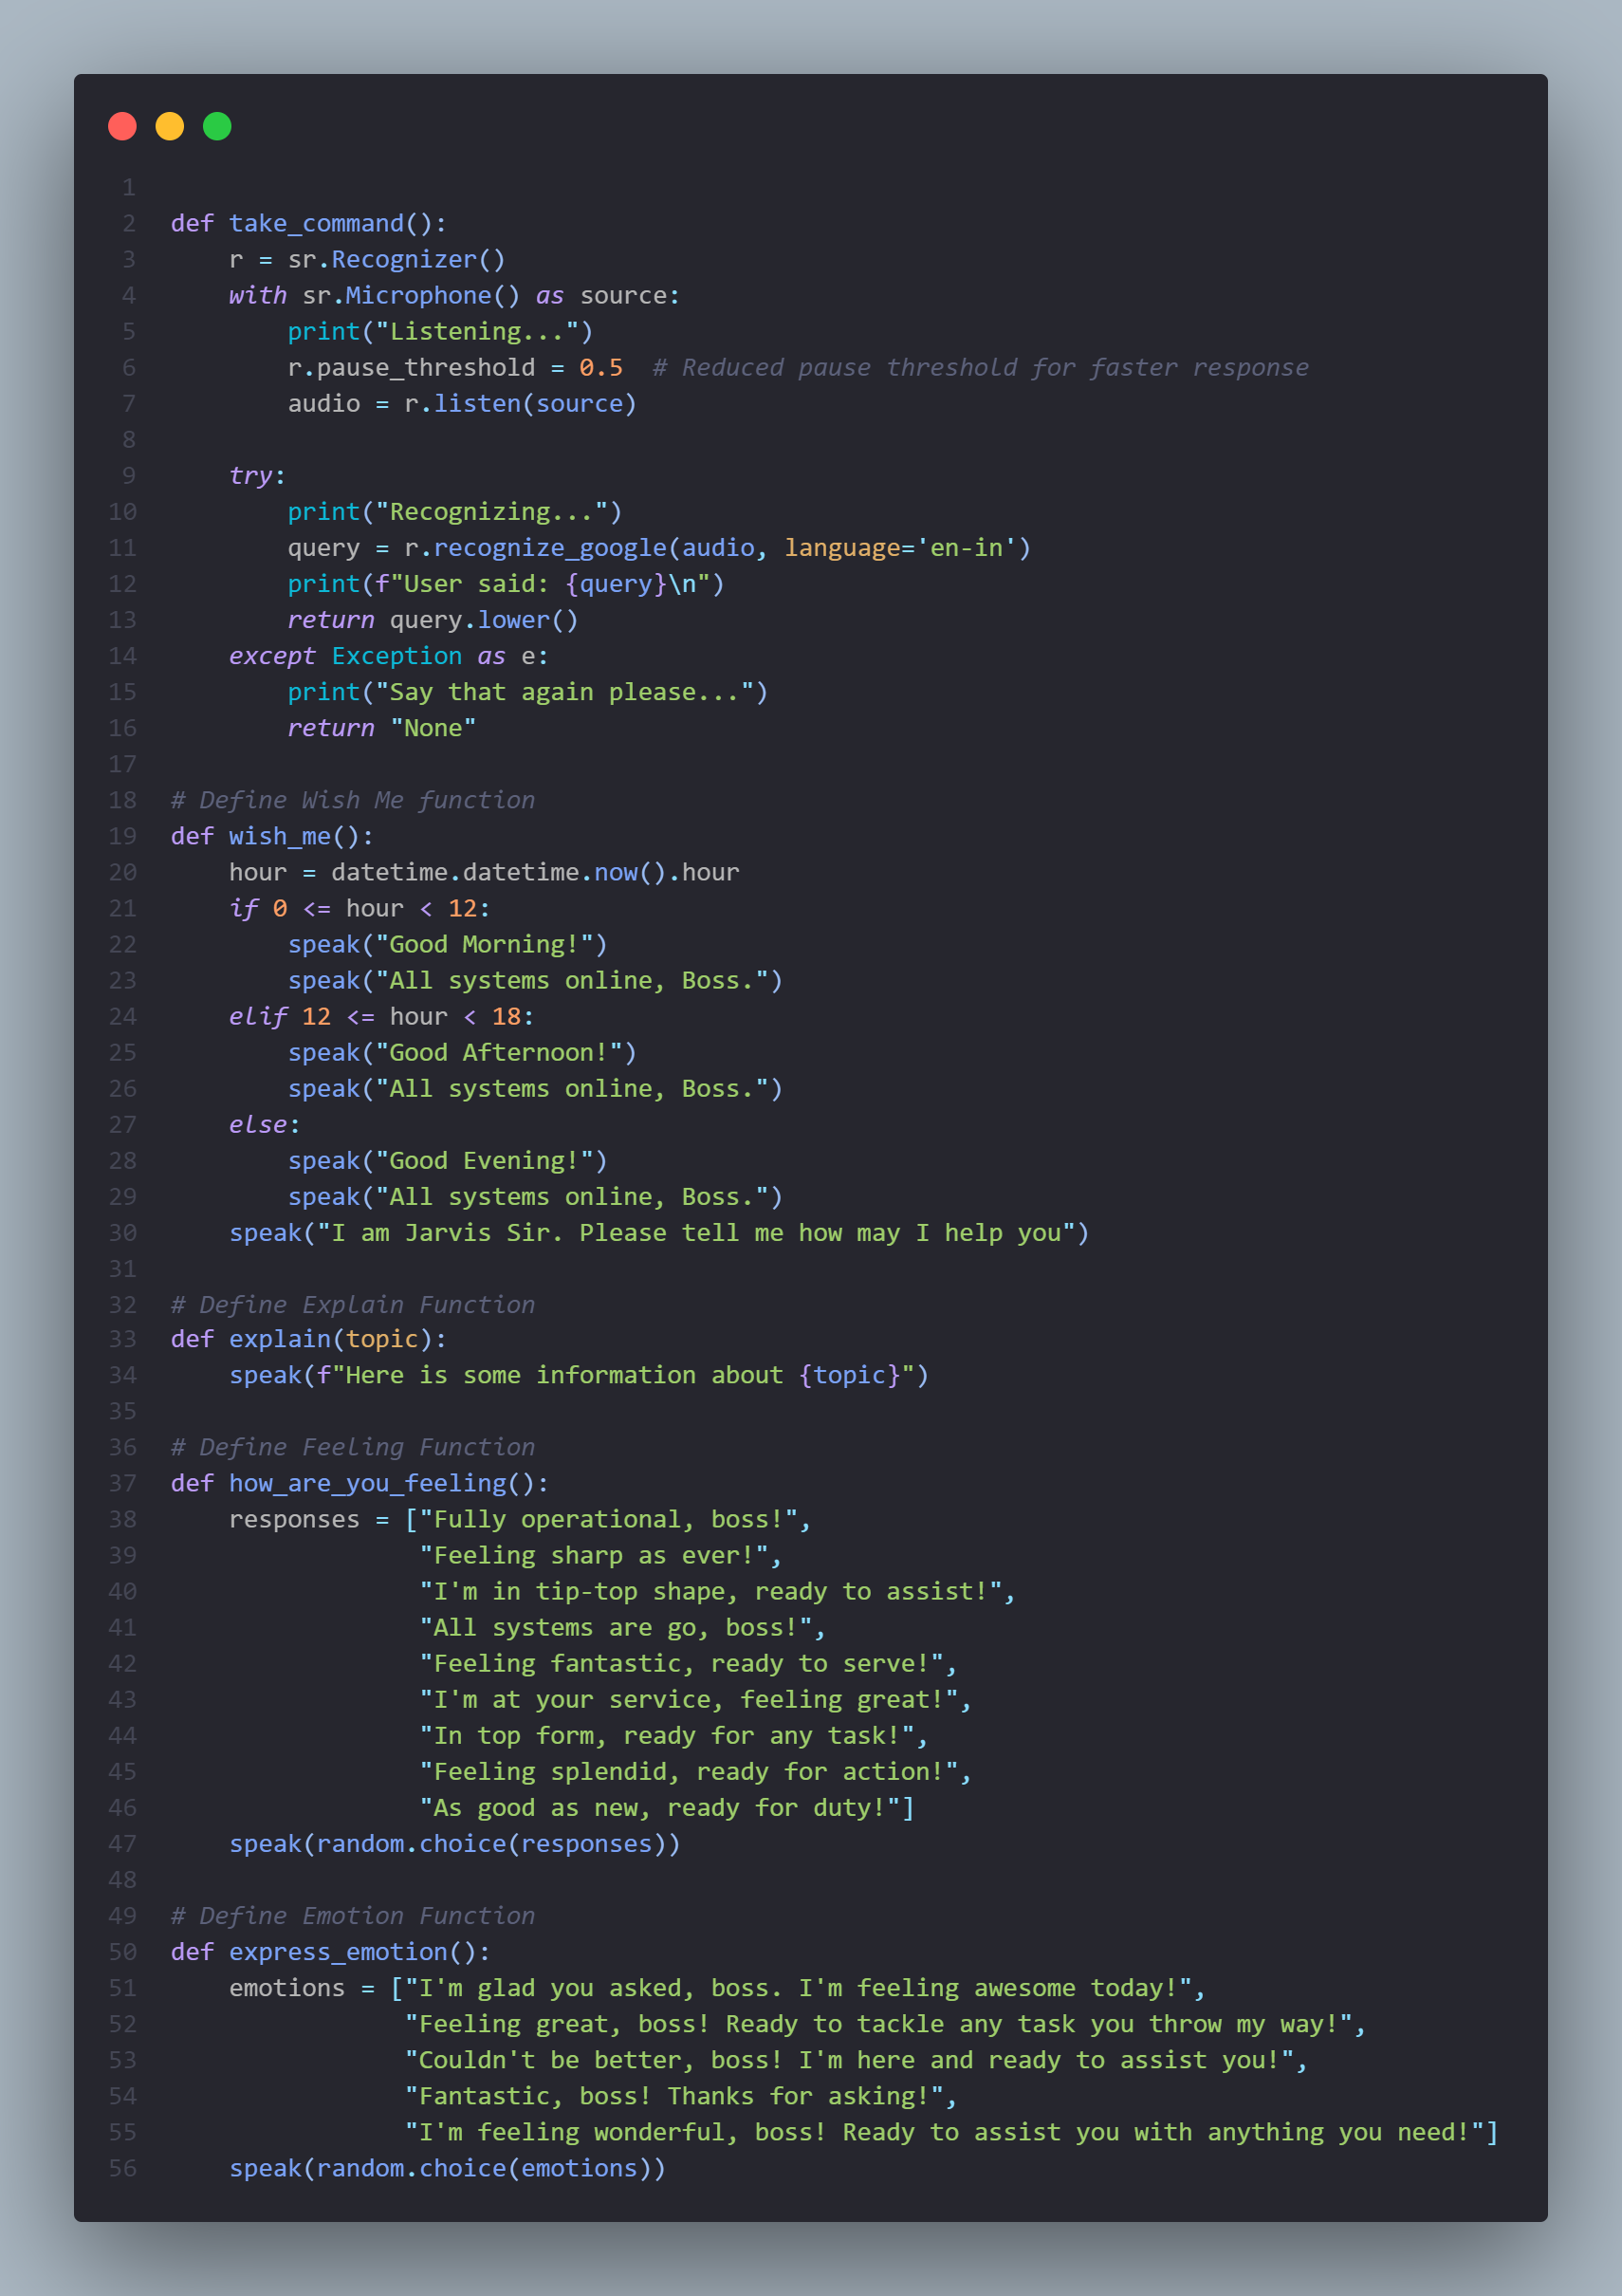 1
2 def take_command():
3     r = sr.Recognizer()
4     with sr.Microphone() as source:
5         print("Listening...")
6         r.pause_threshold = 0.5  # Reduced pause threshold for faster response
7         audio = r.listen(source)
8
9     try:
10         print("Recognizing...")
11         query = r.recognize_google(audio, language='en-in')
12         print(f"User said: {query}\n")
13         return query.lower()
14     except Exception as e:
15         print("Say that again please...")
16         return "None"
17
18 # Define Wish Me function
19 def wish_me():
20     hour = datetime.datetime.now().hour
21     if 0 <= hour < 12:
22         speak("Good Morning!")
23         speak("All systems online, Boss.")
24     elif 12 <= hour < 18:
25         speak("Good Afternoon!")
26         speak("All systems online, Boss.")
27     else:
28         speak("Good Evening!")
29         speak("All systems online, Boss.")
30     speak("I am Jarvis Sir. Please tell me how may I help you")
31
32 # Define Explain Function
33 def explain(topic):
34     speak(f"Here is some information about {topic}")
35
36 # Define Feeling Function
37 def how_are_you_feeling():
38     responses = ["Fully operational, boss!",
39                  "Feeling sharp as ever!",
40                  "I'm in tip-top shape, ready to assist!",
41                  "All systems are go, boss!",
42                  "Feeling fantastic, ready to serve!",
43                  "I'm at your service, feeling great!",
44                  "In top form, ready for any task!",
45                  "Feeling splendid, ready for action!",
46                  "As good as new, ready for duty!"]
47     speak(random.choice(responses))
48
49 # Define Emotion Function
50 def express_emotion():
51     emotions = ["I'm glad you asked, boss. I'm feeling awesome today!",
52                 "Feeling great, boss! Ready to tackle any task you throw my way!",
53                 "Couldn't be better, boss! I'm here and ready to assist you!",
54                 "Fantastic, boss! Thanks for asking!",
55                 "I'm feeling wonderful, boss! Ready to assist you with anything you need!"]
56     speak(random.choice(emotions))